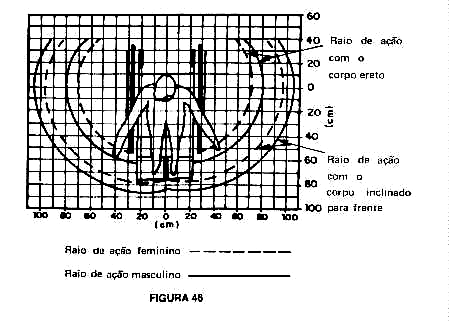 60
40
20
0
20
40
60
80
100
(cm)
Raio de ação
com o
corpo ereto
Raio de ação
com o
corpu inclinado
para frente
100 80 60 40 20 0 20 40 60 80 100
(cm)
Raio de ação feminino
Raio de ação masculino
FIGURA 46